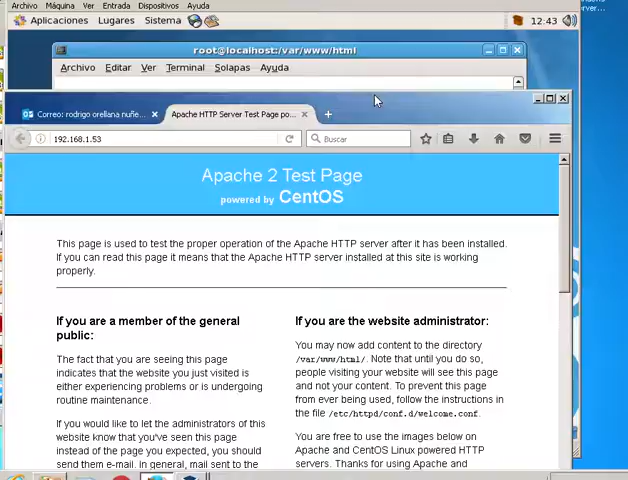 Archivo Máquina Ver Entrada Dispositivos Ayuda
Aplicaciones Lugares Sistema 12:43
root@localhost:/var/www/html
Archivo Editar Ver Terminal Solapas Ayuda
Correo: rodrigo orellana nuñe... Apache HTTP Server Test Page po...
192.168.1.53 Buscar
Apache 2 Test Page
powered by CentOS
This page is used to test the proper operation of the Apache HTTP server after it has been installed.
If you can read this page it means that the Apache HTTP server installed at this site is working
properly.
If you are a member of the general
public:
The fact that you are seeing this page
indicates that the website you just visited is
either experiencing problems or is undergoing
routine maintenance.
If you would like to let the administrators of this
website know that you've seen this page
instead of the page you expected, you should
send them e-mail. In general, mail sent to the
If you are the website administrator:
You may now add content to the directory
/var/www/html/. Note that until you do so,
people visiting your website will see this page
and not your content. To prevent this page
from ever being used, follow the instructions in
the file /etc/httpd/conf.d/welcome.conf.
You are free to use the images below on
Apache and CentOS Linux powered HTTP
servers. Thanks for using Apache and